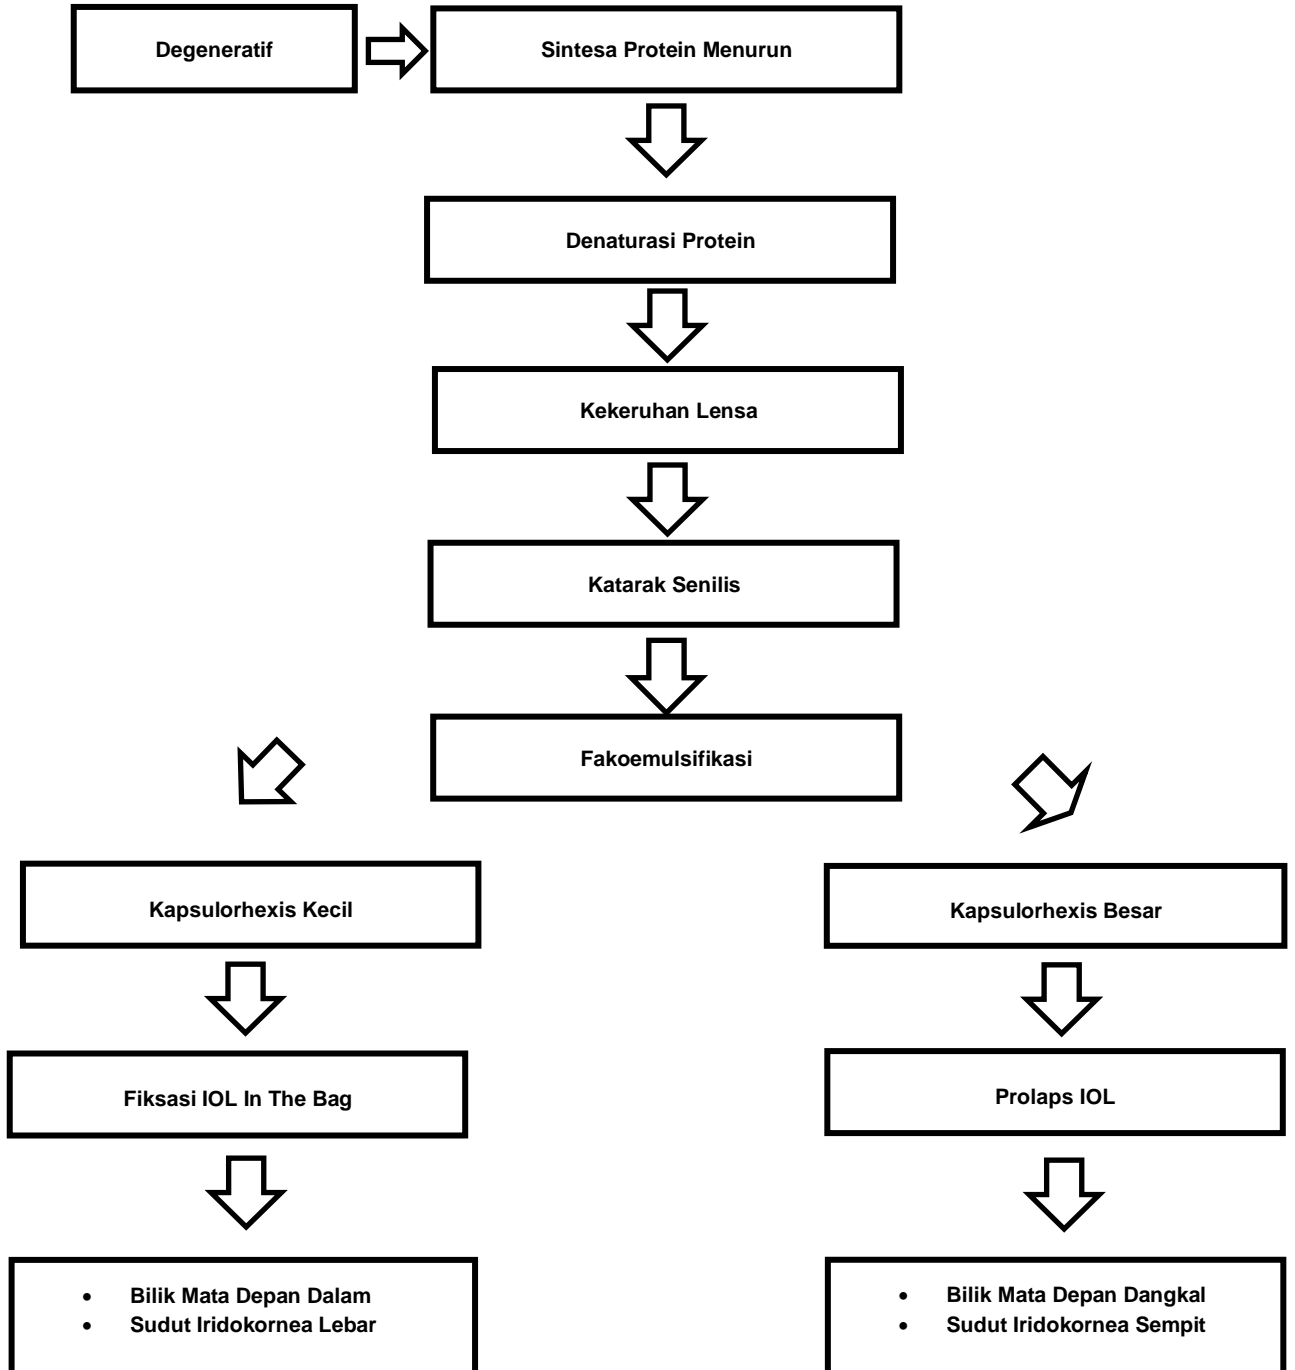 Degeneratif
Sintesa Protein Menurun
Denaturasi Protein
Kekeruhan Lensa
Katarak Senilis
Fakoemulsifikasi
Kapsulorhexis Kecil
Kapsulorhexis Besar
Fiksasi IOL In The Bag
Prolaps IOL
• Bilik Mata Depan Dalam
• Sudut Iridokornea Lebar
• Bilik Mata Depan Dangkal
• Sudut Iridokornea Sempit